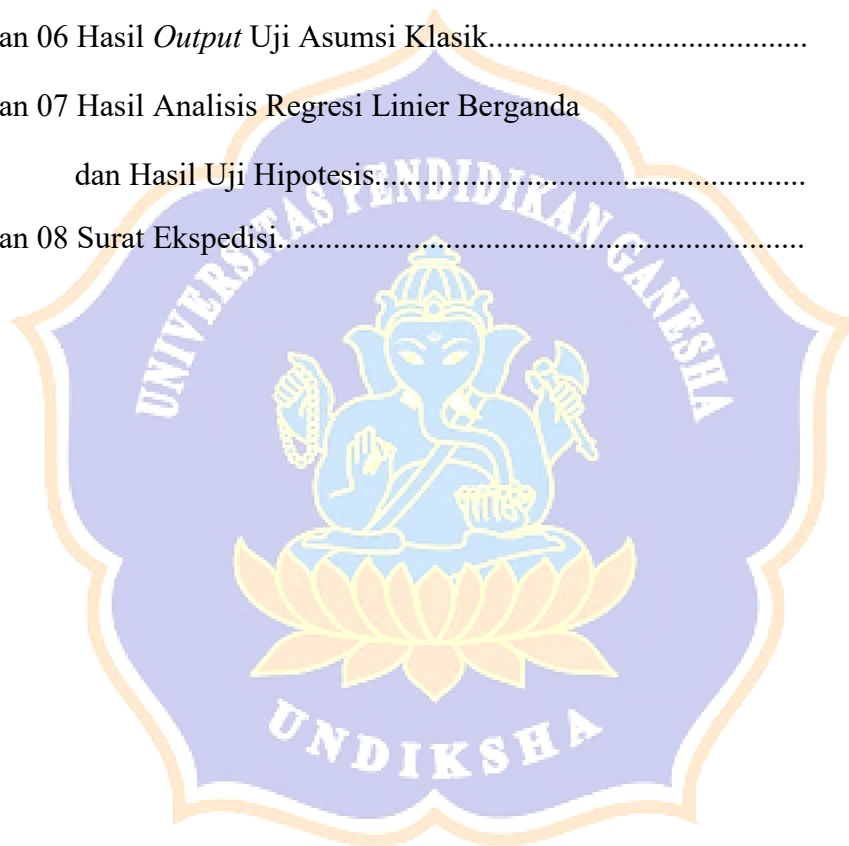 an 06 Hasil Output Uji Asumsi Klasik........................................
an 07 Hasil Analisis Regresi Linier Berganda
dan Hasil Uji Hipotesis......................................................
an 08 Surat Ekspedisi..................................................................
UNIVERSITAS PENDIDIKAN GANESHA
UNDIKSHA